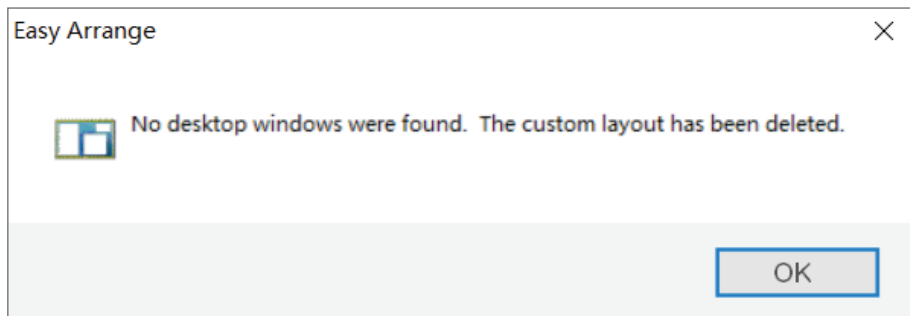 Easy Arrange
No desktop windows were found.  The custom layout has been deleted.
OK